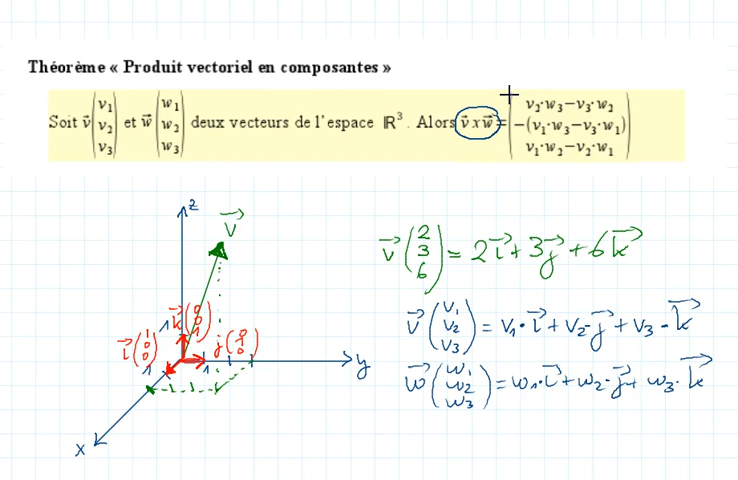 Théorème « Produit vectoriel en composantes »
Soit v⃗ (v₁ v₂ v₃) et w⃗ (w₁ w₂ w₃) deux vecteurs de l'espace ℝ³. Alors v⃗ x w⃗ = (v₂·w₃−v₃·w₂ −(v₁·w₃−v₃·w₁) v₁·w₂−v₂·w₁)
z
v⃗
v⃗ (2 3 6) = 2i⃗ + 3j⃗ + 6k⃗
1 k⃗ (0 0 1)
v⃗ (v₁ v₂ v₃) = v₁·i⃗ + v₂·j⃗ + v₃·k⃗
i⃗ (1 0 0) j⃗ (0 1 0)
1 1 y
w⃗ (w₁ w₂ w₃) = w₁·i⃗ + w₂·j⃗ + w₃·k⃗
x